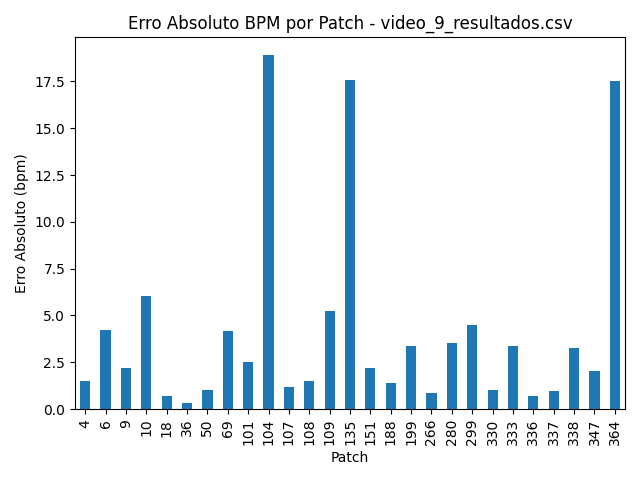 Erro Absoluto BPM por Patch - video_9_resultados.csv
Erro Absoluto (bpm)
17.5
15.0
12.5
10.0
7.5
5.0
2.5
0.0
4 6 9 10 18 36 50 69 101 104 107 108 109 135 151 188 199 266 280 299 330 333 336 337 338 347 364
Patch